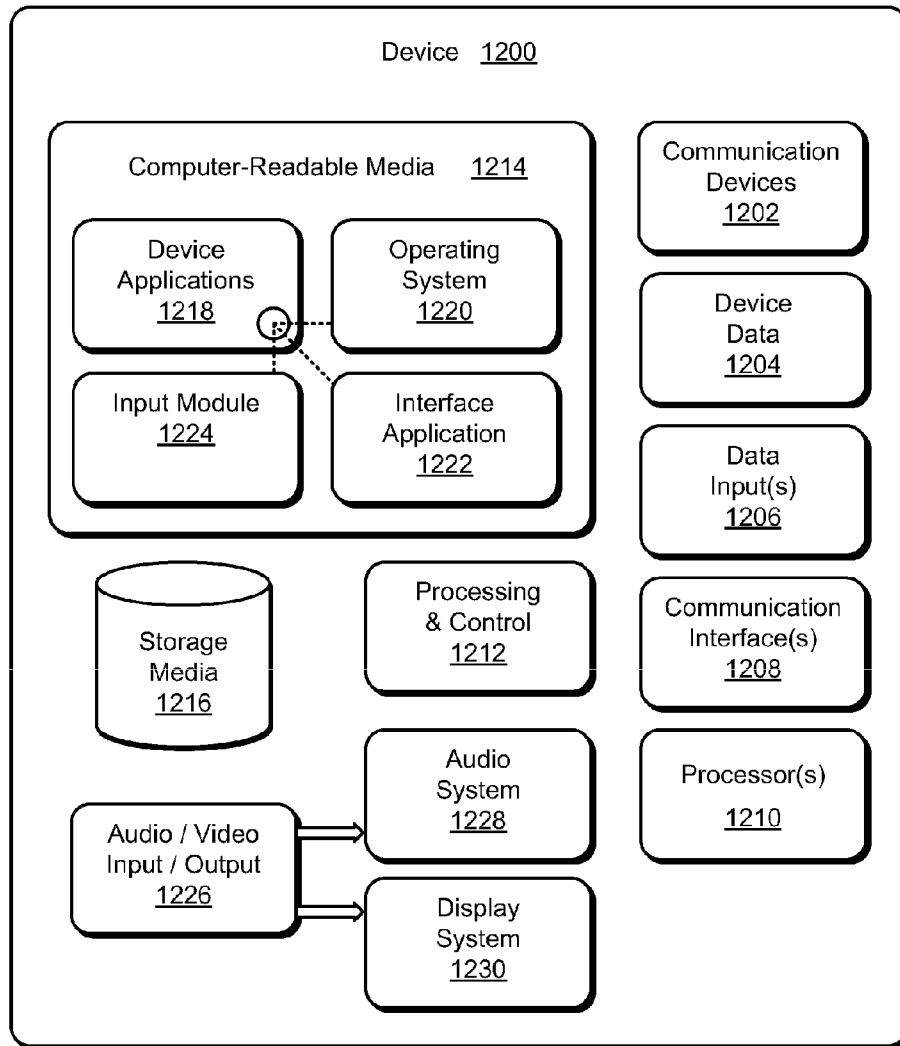 Device 1200
Computer-Readable Media 1214
Device
Applications
1218
Operating
System
1220
Input Module
1224
Interface
Application
1222
Storage
Media
1216
Processing
& Control
1212
Audio / Video
Input / Output
1226
Audio
System
1228
Display
System
1230
Communication
Devices
1202
Device
Data
1204
Data
Input(s)
1206
Communication
Interface(s)
1208
Processor(s)
1210